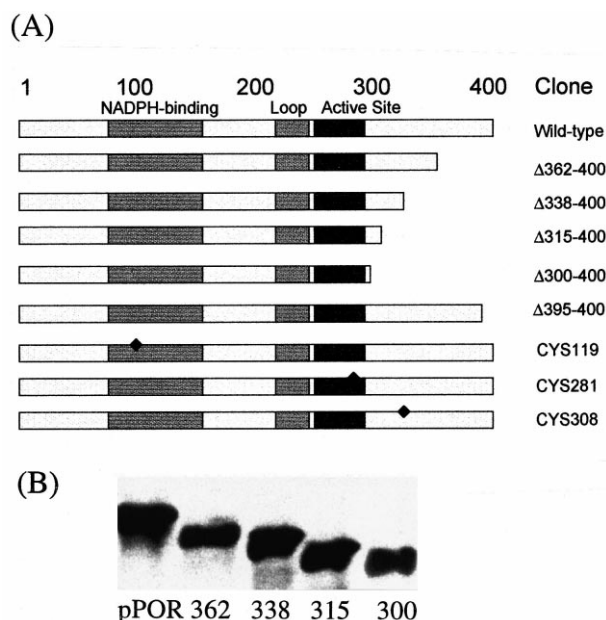 (A)
1 100 200 300 400 Clone
NADPH-binding Loop Active Site
Wild-type
Δ362-400
Δ338-400
Δ315-400
Δ300-400
Δ395-400
CYS119
CYS281
CYS308
(B)
pPOR 362 338 315 300